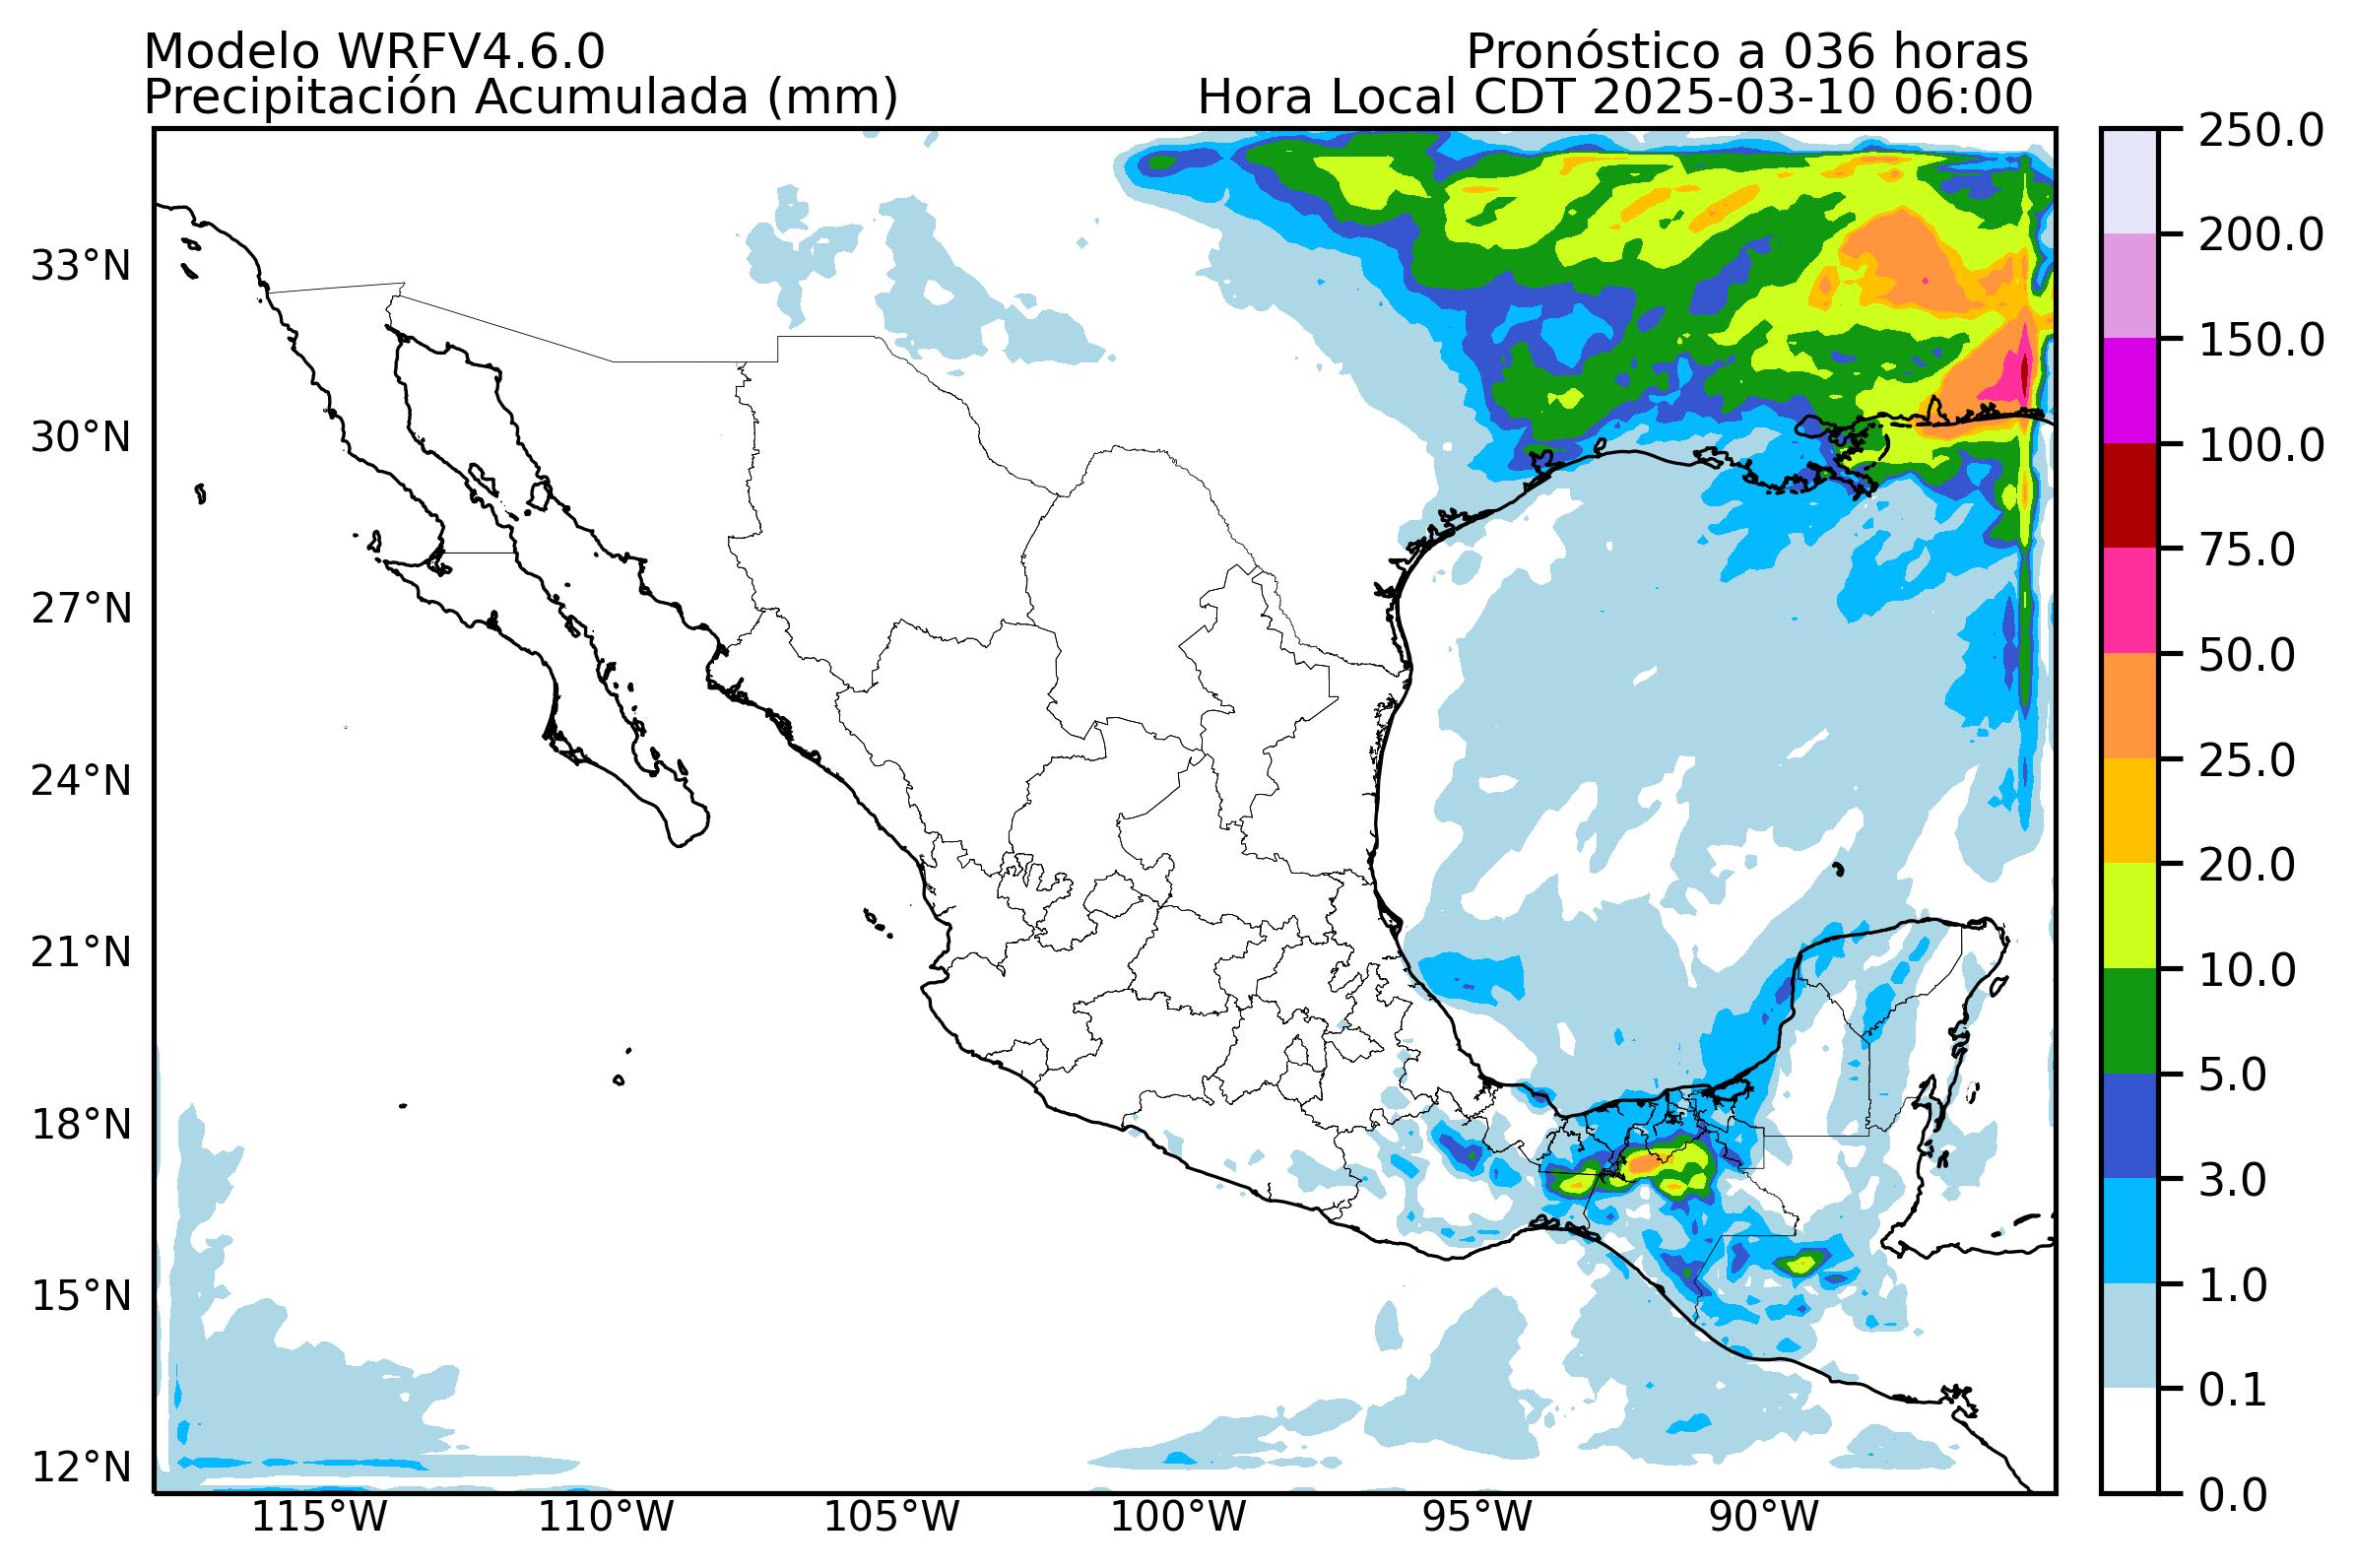 Modelo WRFV4.6.0
Pronóstico a 036 horas
Precipitación Acumulada (mm)
Hora Local CDT 2025-03-10 06:00
33°N
30°N
27°N
24°N
21°N
18°N
15°N
12°N
115°W
110°W
105°W
100°W
95°W
90°W
250.0
200.0
150.0
100.0
75.0
50.0
25.0
20.0
10.0
5.0
3.0
1.0
0.1
0.0